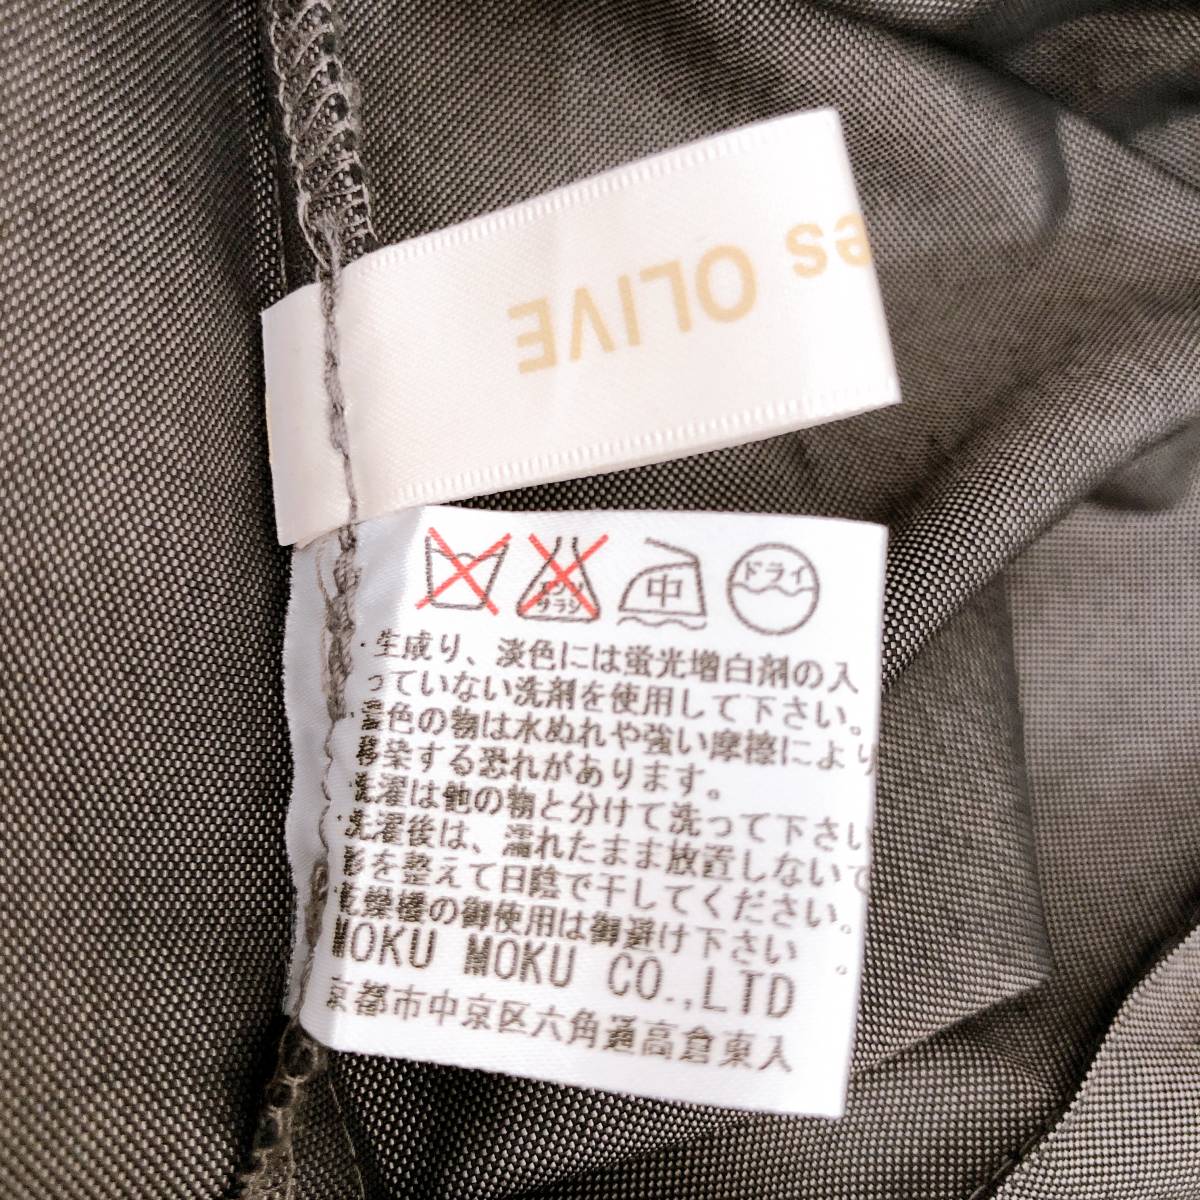 es OLIVE
エンソ
サラシ
中
ドライ
・生成り、淡色には蛍光増白剤の入
っていない洗剤を使用して下さい。
色の物は水ぬれや強い摩擦により
移染する恐れがあります。
洗濯は他の物と分けて洗って下さい
・洗濯後は、濡れたまま放置しないで
形を整えて日陰で干してください。
乾燥機の御使用は御避け下さい。
MOKU MOKU CO.,LTD
京都市中京区六角通高倉東入